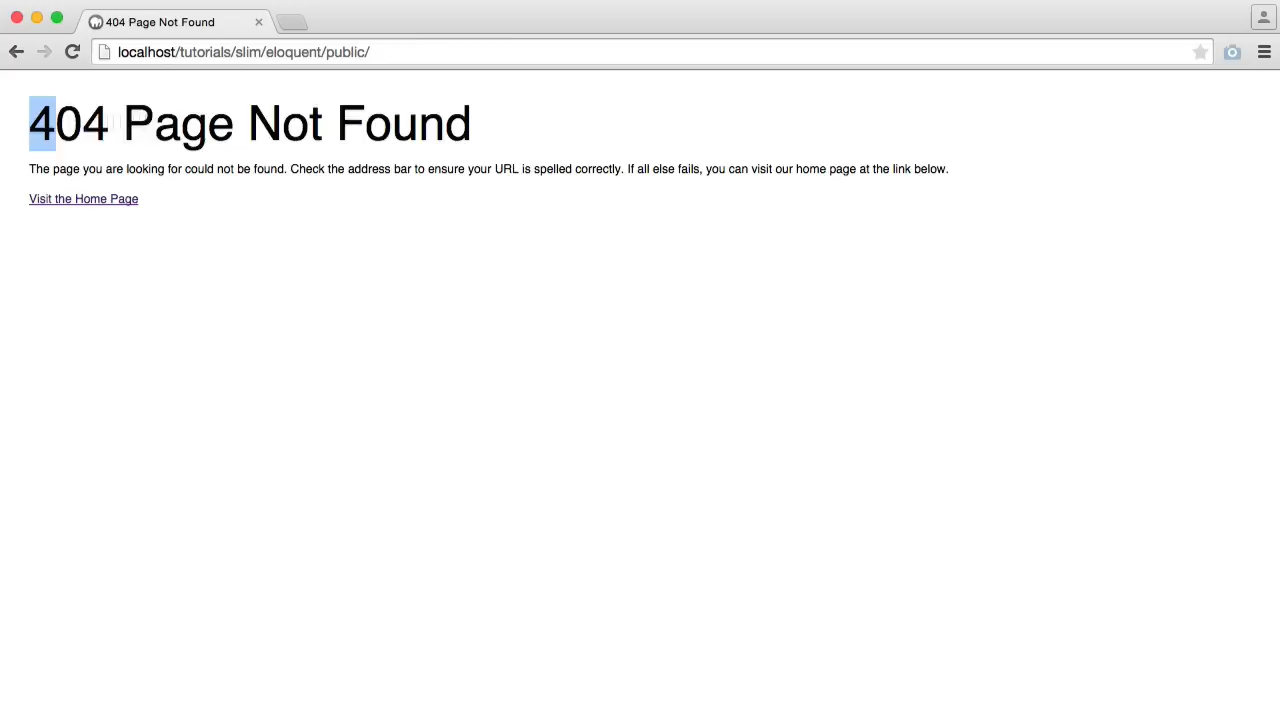 404 Page Not Found
localhost/tutorials/slim/eloquent/public/
404 Page Not Found
The page you are looking for could not be found. Check the address bar to ensure your URL is spelled correctly. If all else fails, you can visit our home page at the link below.
Visit the Home Page